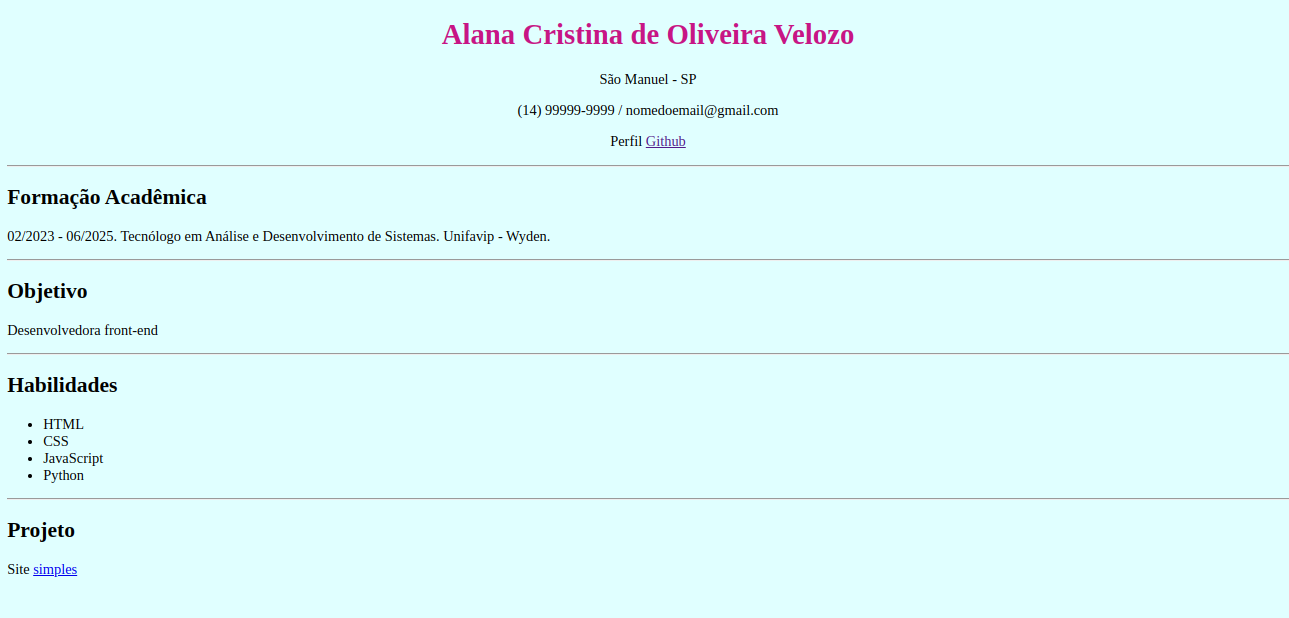 Alana Cristina de Oliveira Velozo
São Manuel - SP
(14) 99999-9999 / nomedoemail@gmail.com
Perfil Github
Formação Acadêmica
02/2023 - 06/2025. Tecnólogo em Análise e Desenvolvimento de Sistemas. Unifavip - Wyden.
Objetivo
Desenvolvedora front-end
Habilidades
HTML
CSS
JavaScript
Python
Projeto
Site simples